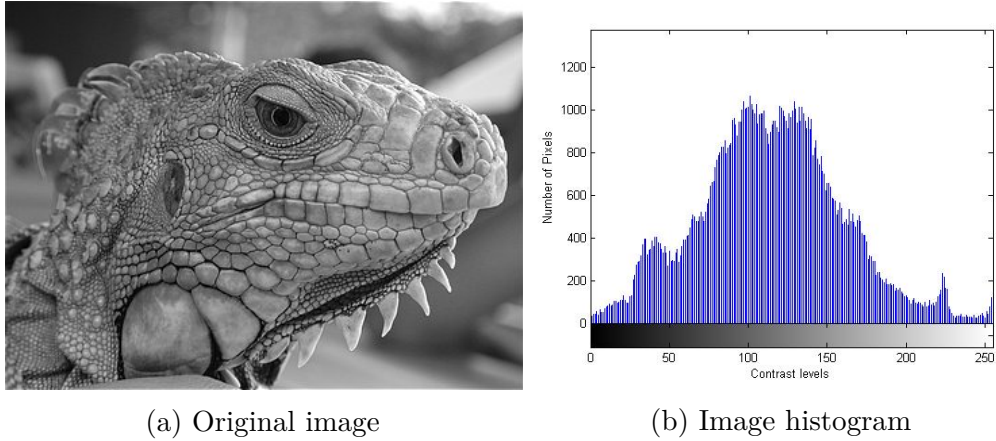 1200
1000
800
600
400
200
0
Number of Pixels
0 50 100 150 200 250
Contrast levels
(a) Original image
(b) Image histogram